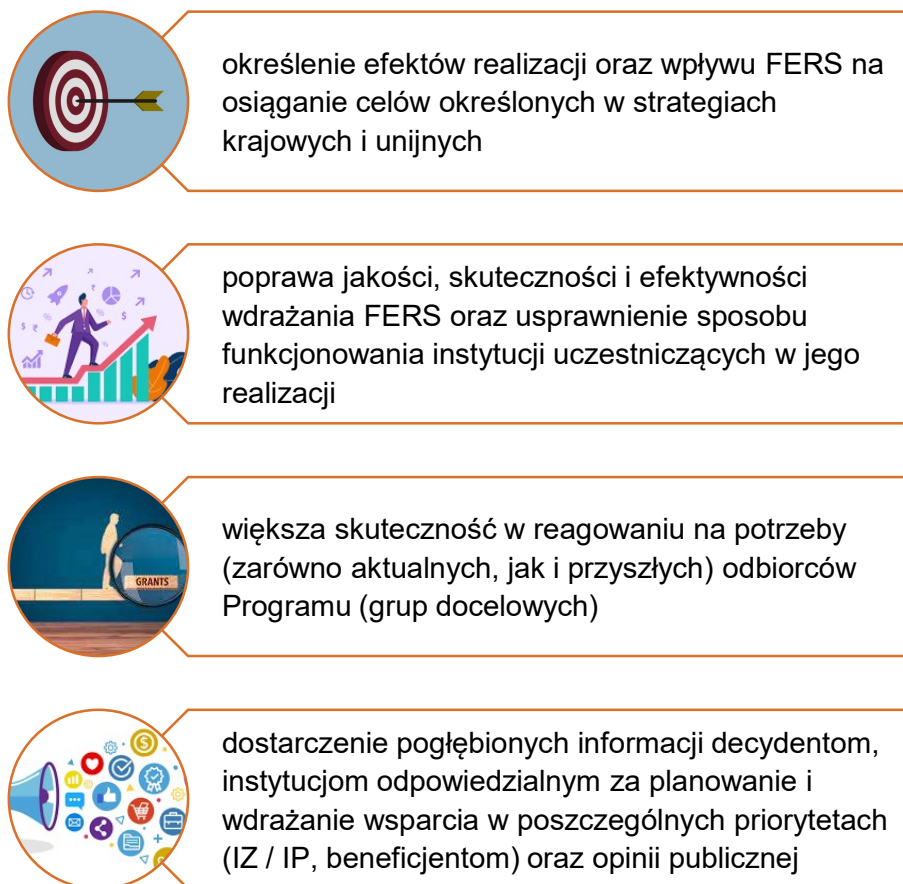 określenie efektów realizacji oraz wpływu FERS na
osiąganie celów określonych w strategiach
krajowych i unijnych
poprawa jakości, skuteczności i efektywności
wdrażania FERS oraz usprawnienie sposobu
funkcjonowania instytucji uczestniczących w jego
realizacji
GRANTS
większa skuteczność w reagowaniu na potrzeby
(zarówno aktualnych, jak i przyszłych) odbiorców
Programu (grup docelowych)
dostarczenie pogłębionych informacji decydentom,
instytucjom odpowiedzialnym za planowanie i
wdrażanie wsparcia w poszczególnych priorytetach
(IZ / IP, beneficjentom) oraz opinii publicznej